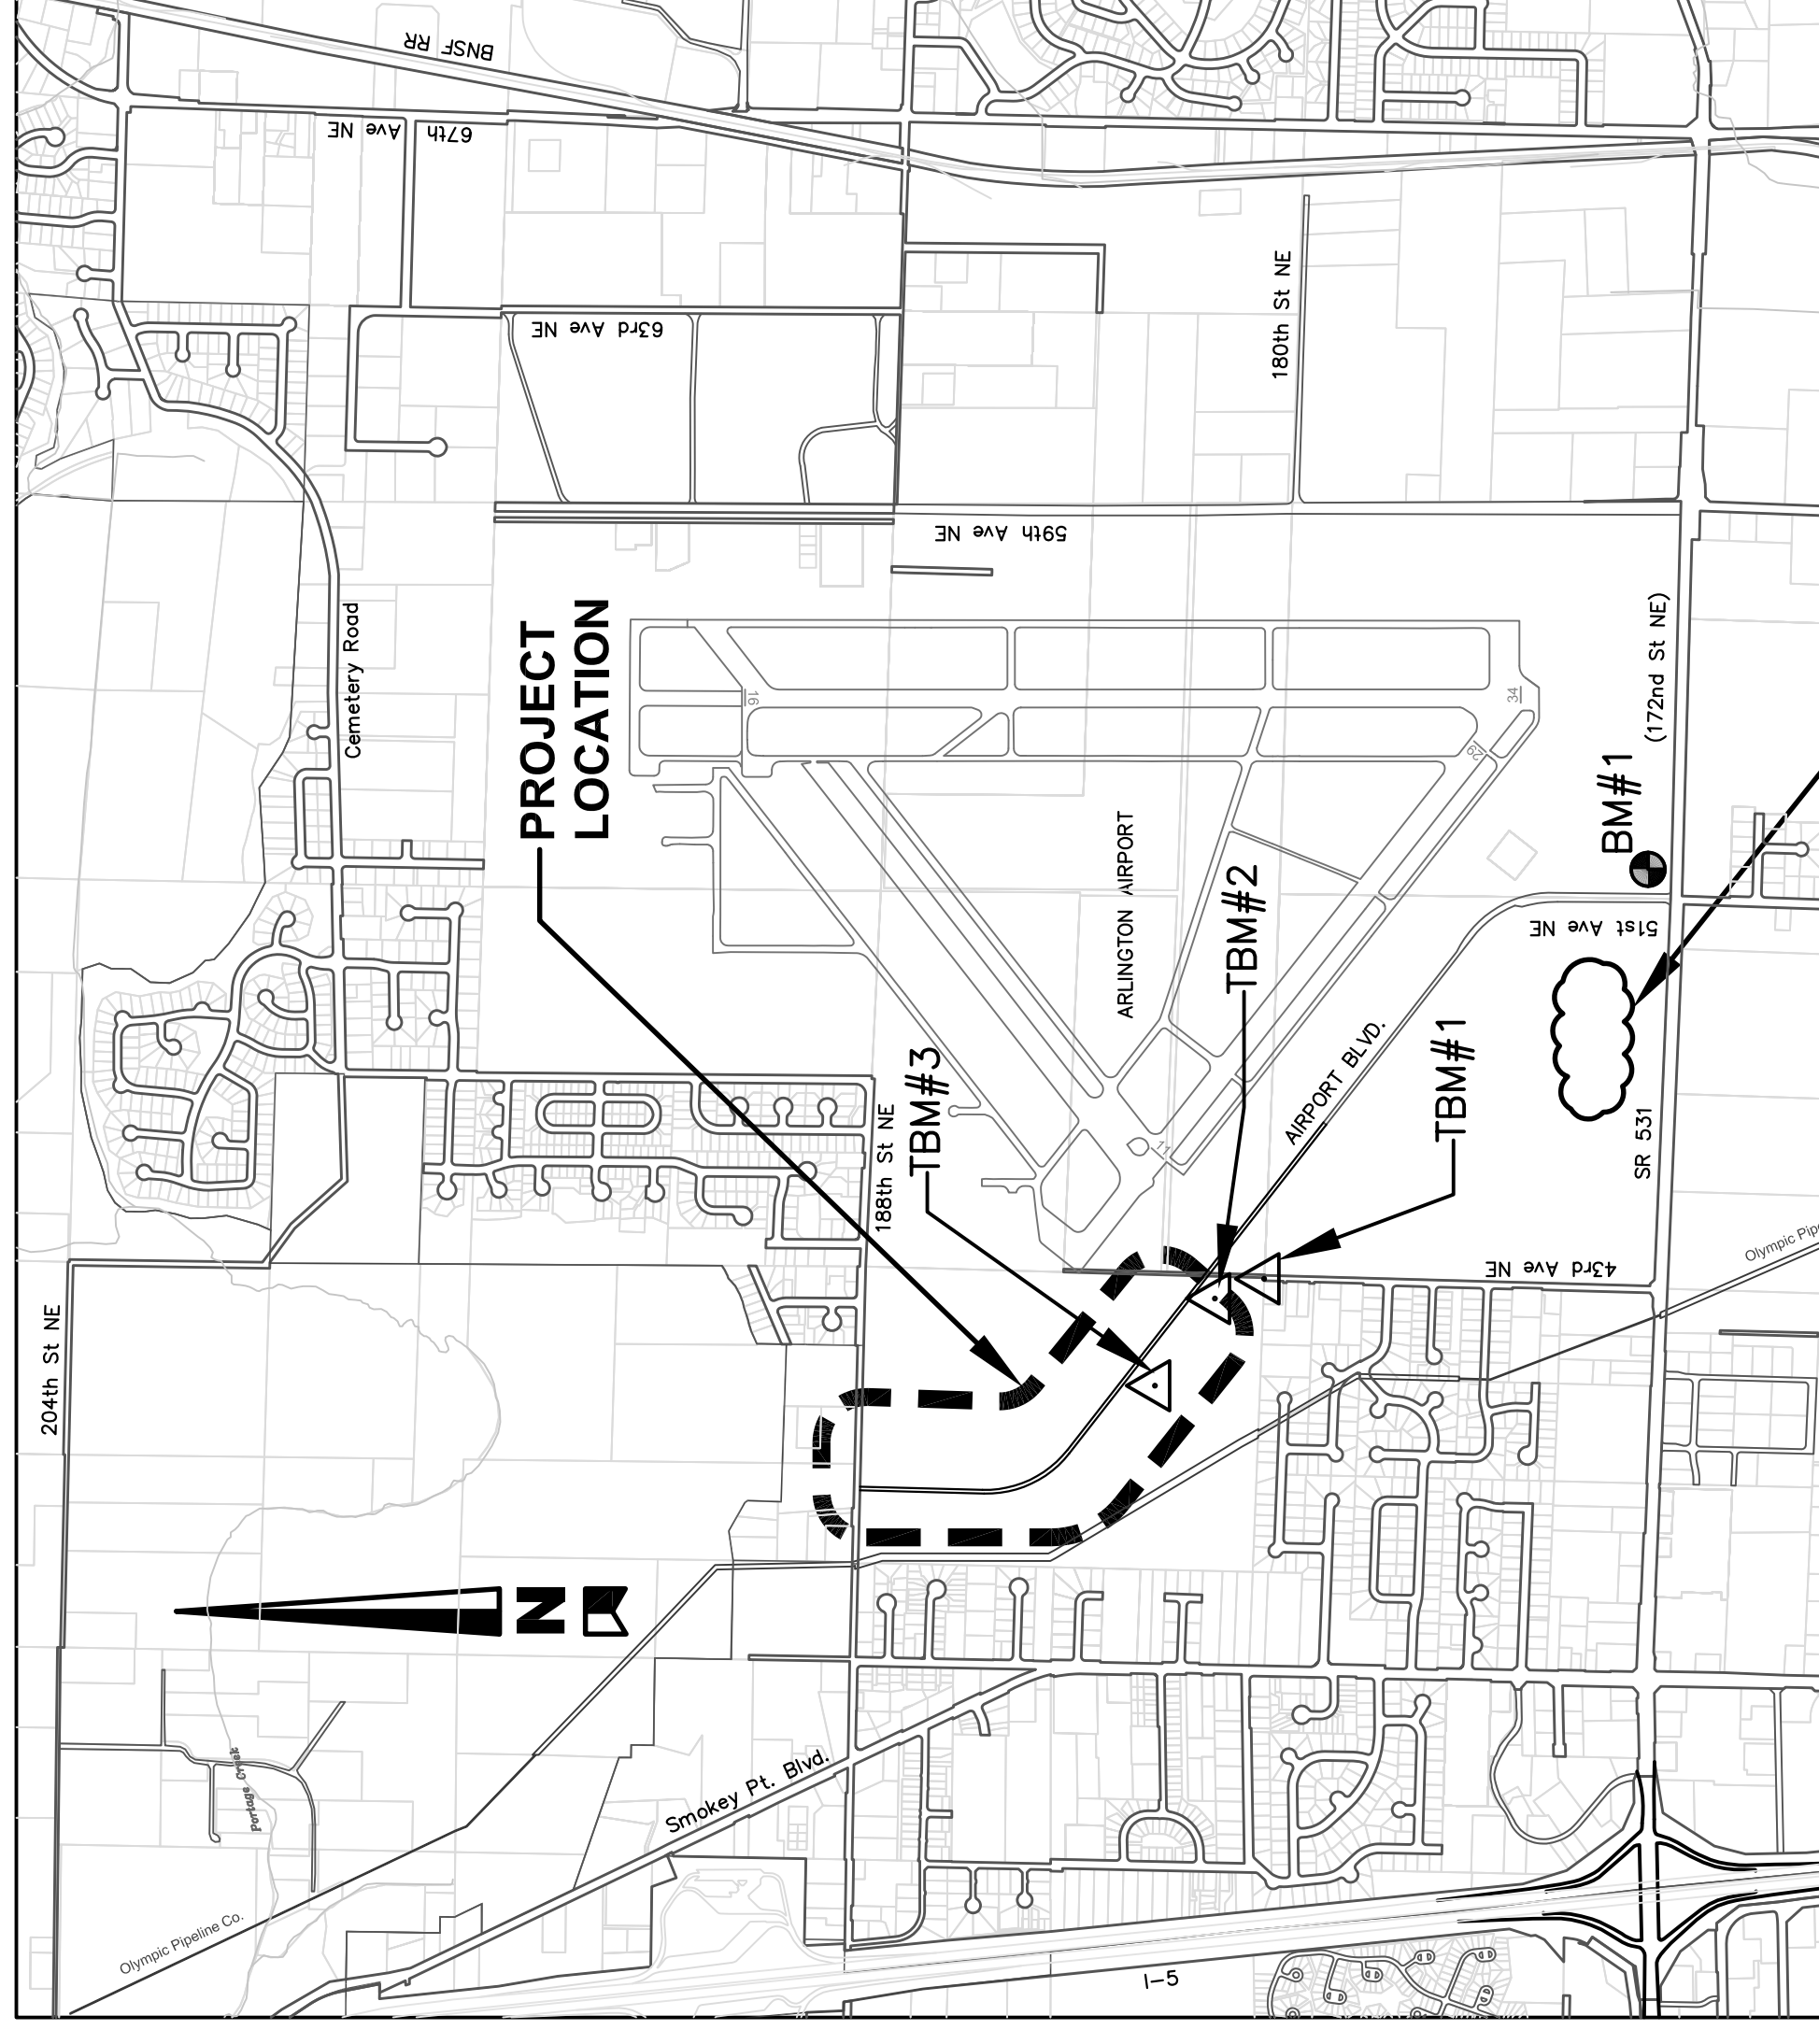 BNSF RR
67th Ave NE
63rd Ave NE
180th St NE
59th Ave NE
Cemetery Road
PROJECT
LOCATION
16
34
29
11
(172nd St NE)
BM#1
ARLINGTON AIRPORT
TBM#2
51st Ave NE
AIRPORT BLVD.
TBM#1
TBM#3
188th St NE
SR 531
43rd Ave NE
Olympic Pipe
204th St NE
N
Portage Creek
Smokey Pt. Blvd.
Olympic Pipeline Co.
I-5